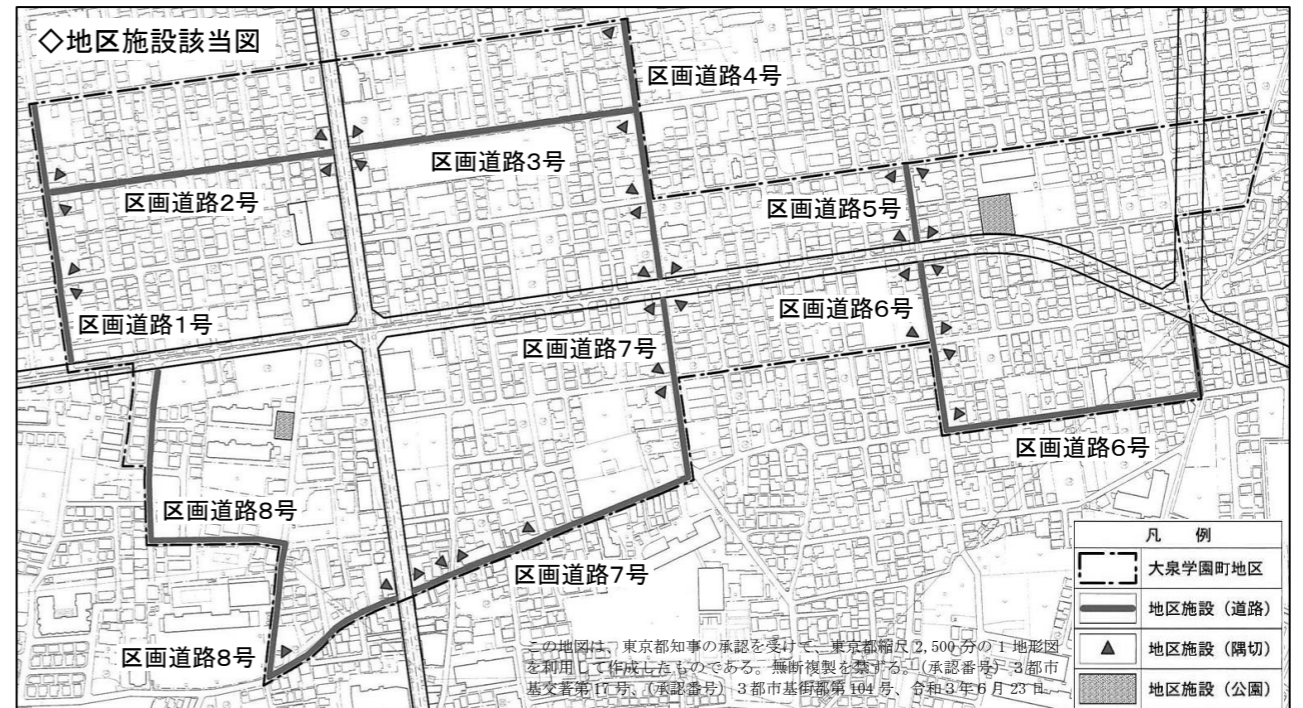 ◇地区施設該当図
区画道路4号
区画道路3号
区画道路2号
区画道路5号
区画道路1号
区画道路6号
区画道路7号
区画道路6号
区画道路8号
区画道路7号
区画道路8号
凡 例
大泉学園町地区
地区施設（道路）
地区施設（隅切）
地区施設（公園）
この地図は、東京都知事の承認を受けて、東京都縮尺2,500分の1地形図
を利用して作成したものである。無断複製を禁ずる。（承認番号）3都市
基交著第17号、（承認番号）3都市基街都第104号、令和3年6月23日